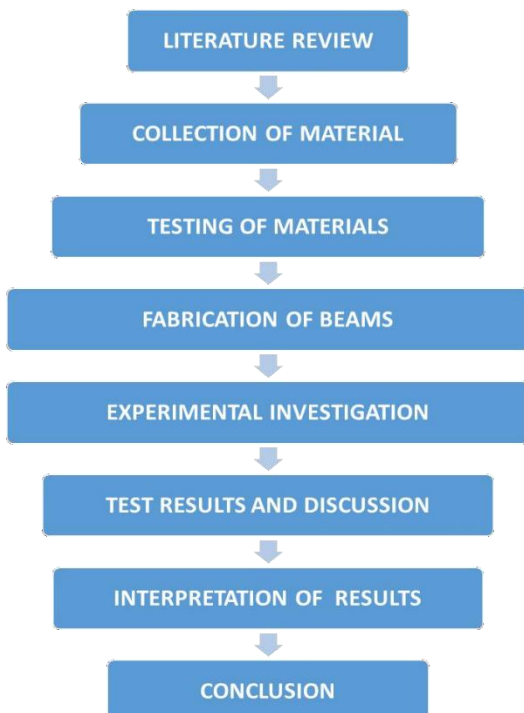 LITERATURE REVIEW
COLLECTION OF MATERIAL
TESTING OF MATERIALS
FABRICATION OF BEAMS
EXPERIMENTAL INVESTIGATION
TEST RESULTS AND DISCUSSION
INTERPRETATION OF RESULTS
CONCLUSION